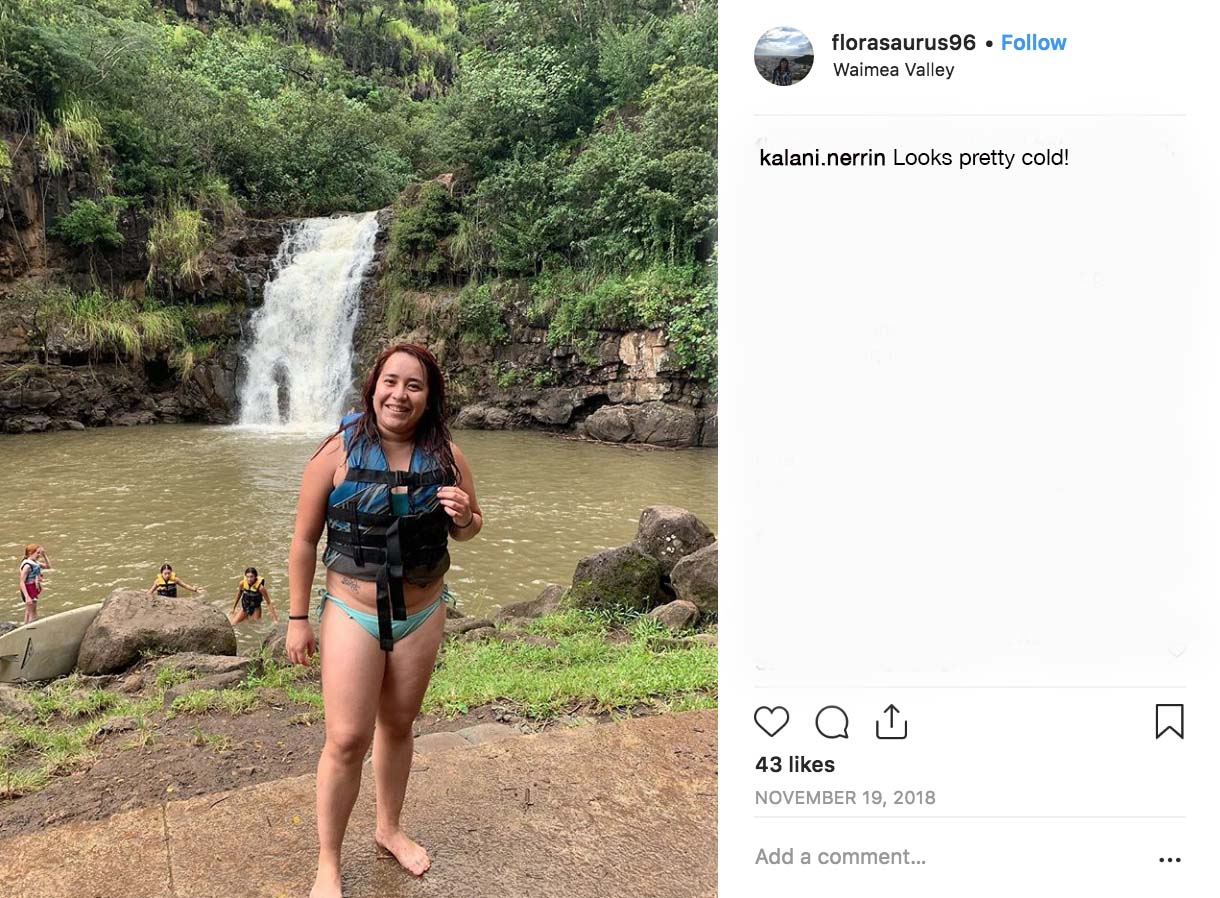 florasaurus96 • Follow
Waimea Valley
kalani.nerrin Looks pretty cold!
43 likes
NOVEMBER 19, 2018
Add a comment...